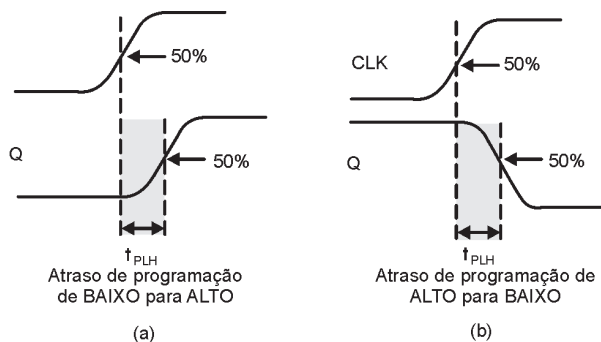 50%
Q
50%
tPLH
Atraso de programação
de BAIXO para ALTO
(a)
CLK
50%
Q
50%
tPLH
Atraso de programação de
ALTO para BAIXO
(b)